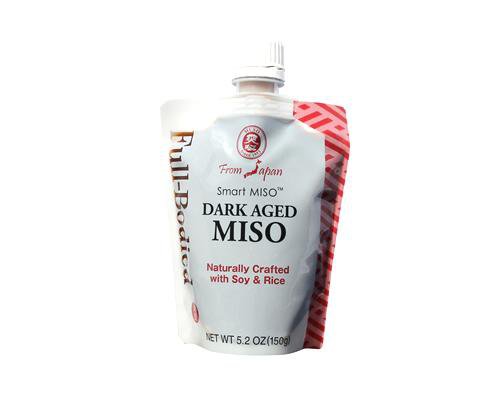 From Japan
Smart MISO™
DARK AGED
MISO
Naturally Crafted
with Soy & Rice
NET WT 5.2 OZ(150g)
Full-Bodied